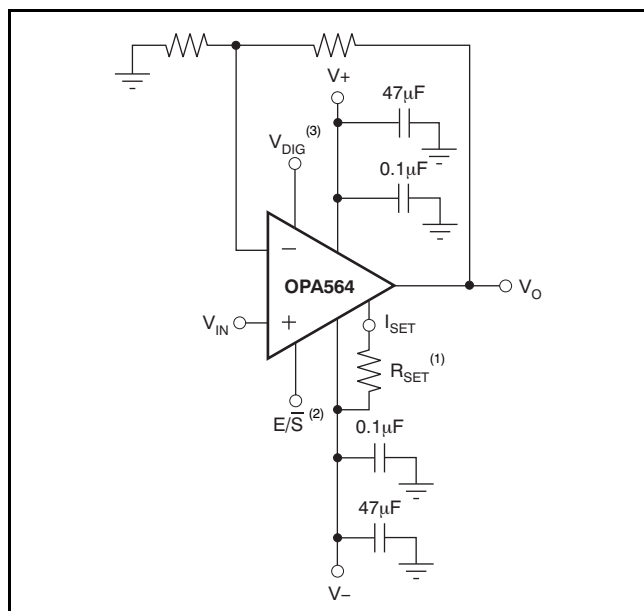 V+
47μF
V_DIG (3)
0.1μF
−
OPA564
V_O
V_IN
+
I_SET
R_SET (1)
E/S̅ (2)
0.1μF
47μF
V−